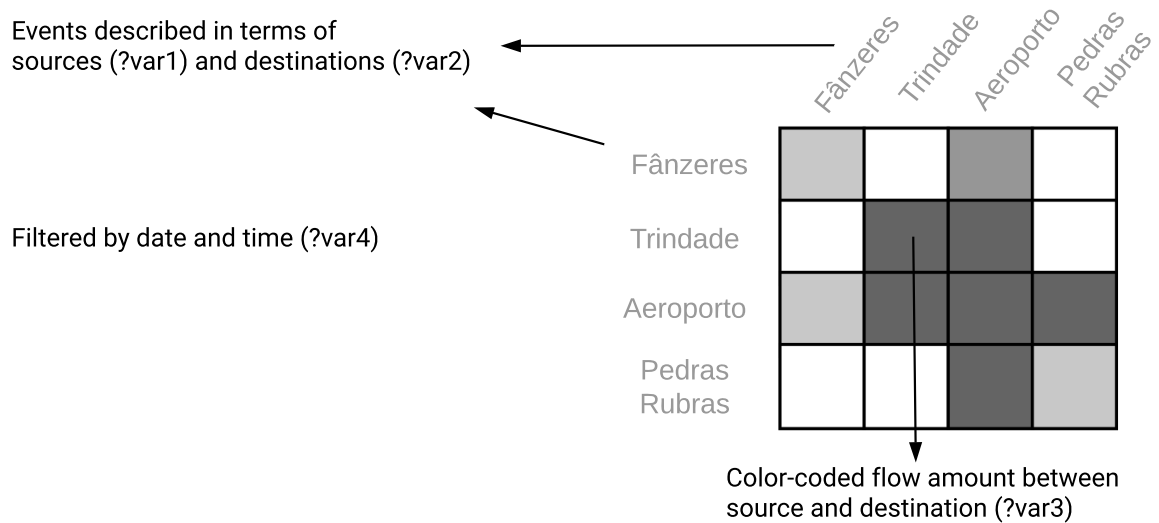 Events described in terms of
sources (?var1) and destinations (?var2)
Fânzeres
Trindade
Aeroporto
Pedras
Rubras
Fânzeres
Filtered by date and time (?var4)
Trindade
Aeroporto
Pedras
Rubras
Color-coded flow amount between
source and destination (?var3)